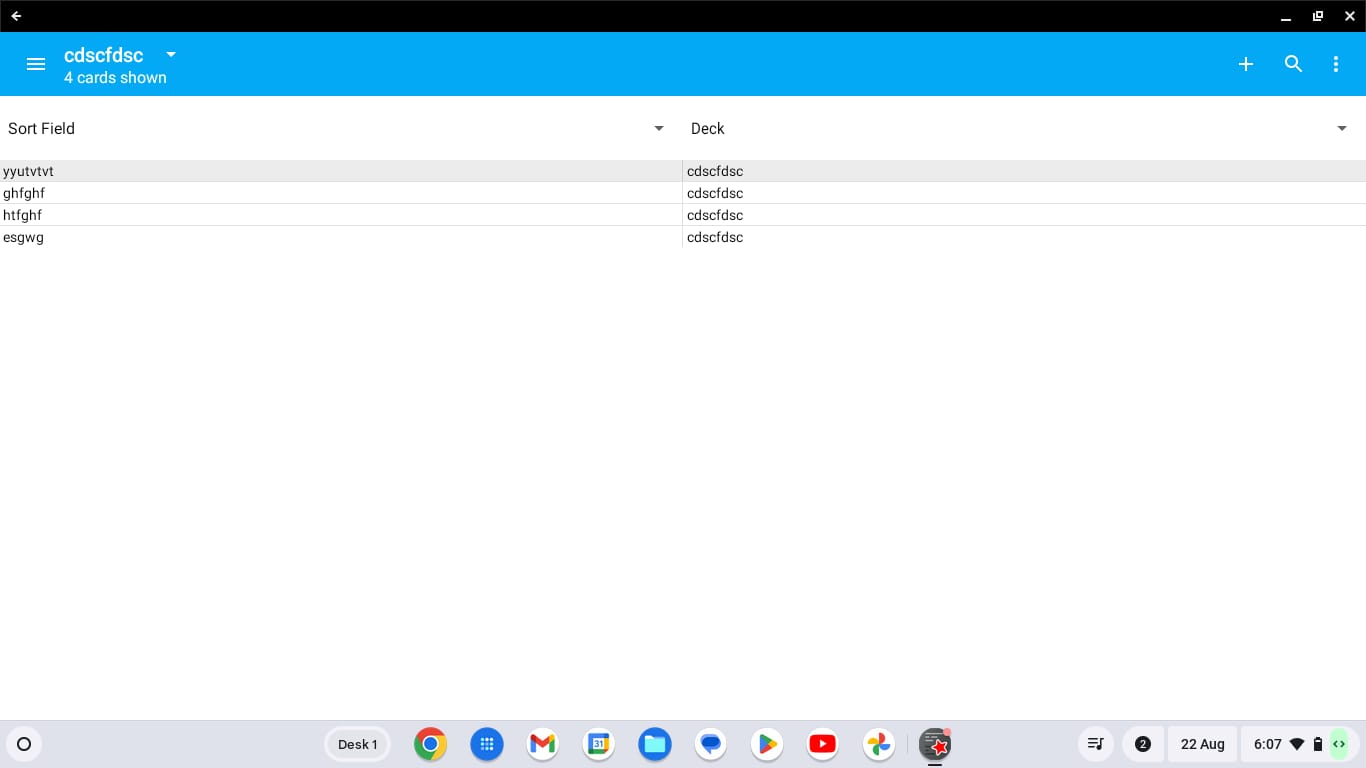 cdscfdsc
4 cards shown
Sort Field Deck
yyutvtvt cdscfdsc
ghfghf cdscfdsc
htfghf cdscfdsc
esgwg cdscfdsc
Desk 1 31 2 22 Aug 6:07